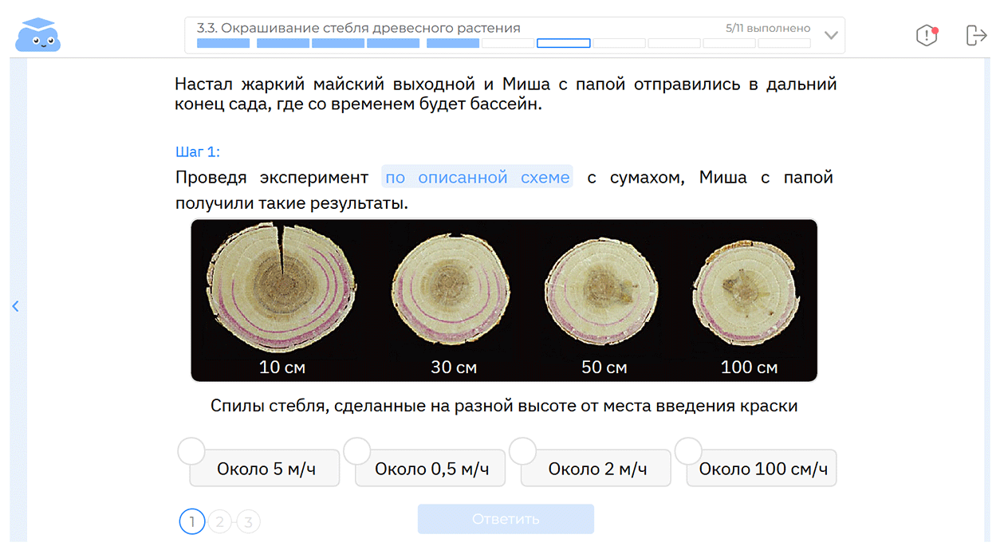 3.3. Окрашивание стебля древесного растения
5/11 выполнено
Настал жаркий майский выходной и Миша с папой отправились в дальний
конец сада, где со временем будет бассейн.
Шаг 1:
Проведя эксперимент по описанной схеме с сумахом, Миша с папой
получили такие результаты.
10 см
30 см
50 см
100 см
Спилы стебля, сделанные на разной высоте от места введения краски
Около 5 м/ч
Около 0,5 м/ч
Около 2 м/ч
Около 100 см/ч
1 2 3
Ответить